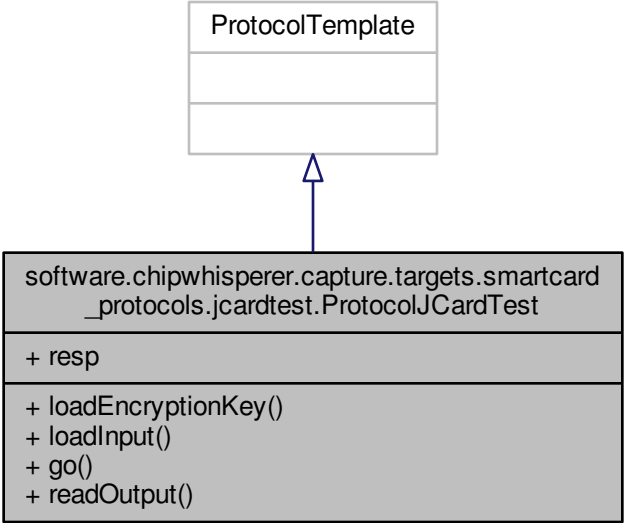 ProtocolTemplate
software.chipwhisperer.capture.targets.smartcard
_protocols.jcardtest.ProtocolJCardTest
+ resp
+ loadEncryptionKey()
+ loadInput()
+ go()
+ readOutput()